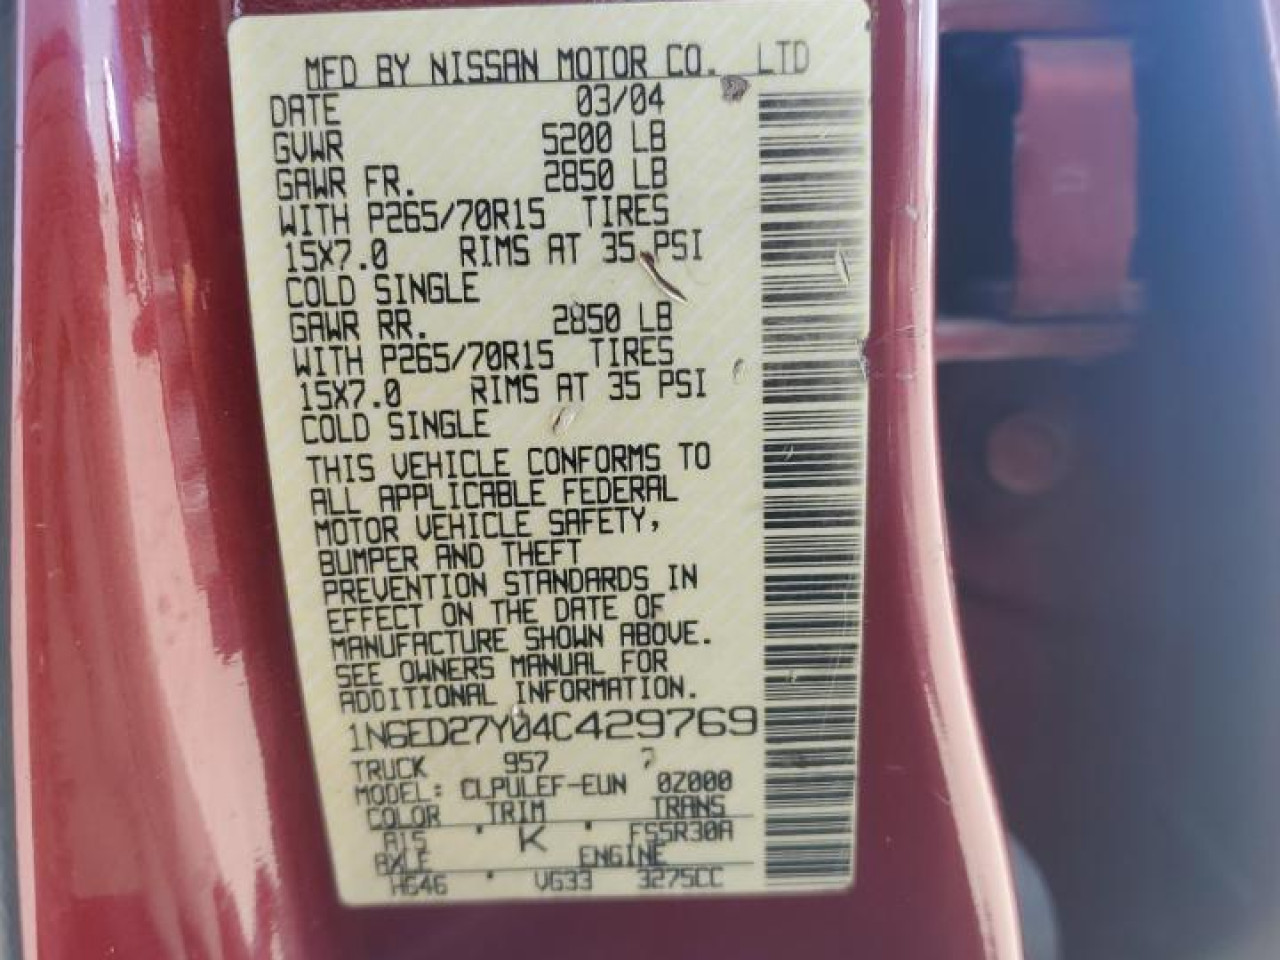 MFD BY NISSAN MOTOR CO. LTD
DATE 03/04
GVWR 5200 LB
GAWR FR. 2850 LB
WITH P265/70R15 TIRES
15X7.0 RIMS AT 35 PSI
COLD SINGLE
GAWR RR. 2850 LB
WITH P265/70R15 TIRES
15X7.0 RIMS AT 35 PSI
COLD SINGLE
THIS VEHICLE CONFORMS TO
ALL APPLICABLE FEDERAL
MOTOR VEHICLE SAFETY,
BUMPER AND THEFT
PREVENTION STANDARDS IN
EFFECT ON THE DATE OF
MANUFACTURE SHOWN ABOVE.
SEE OWNERS MANUAL FOR
ADDITIONAL INFORMATION.
1N6ED27Y04C429769
TRUCK 957
MODEL: CLPULEF-EUN 0Z000
COLOR TRIM TRANS
A15 K FS5R30A
AXLE ENGINE
H646 VG33 3275CC